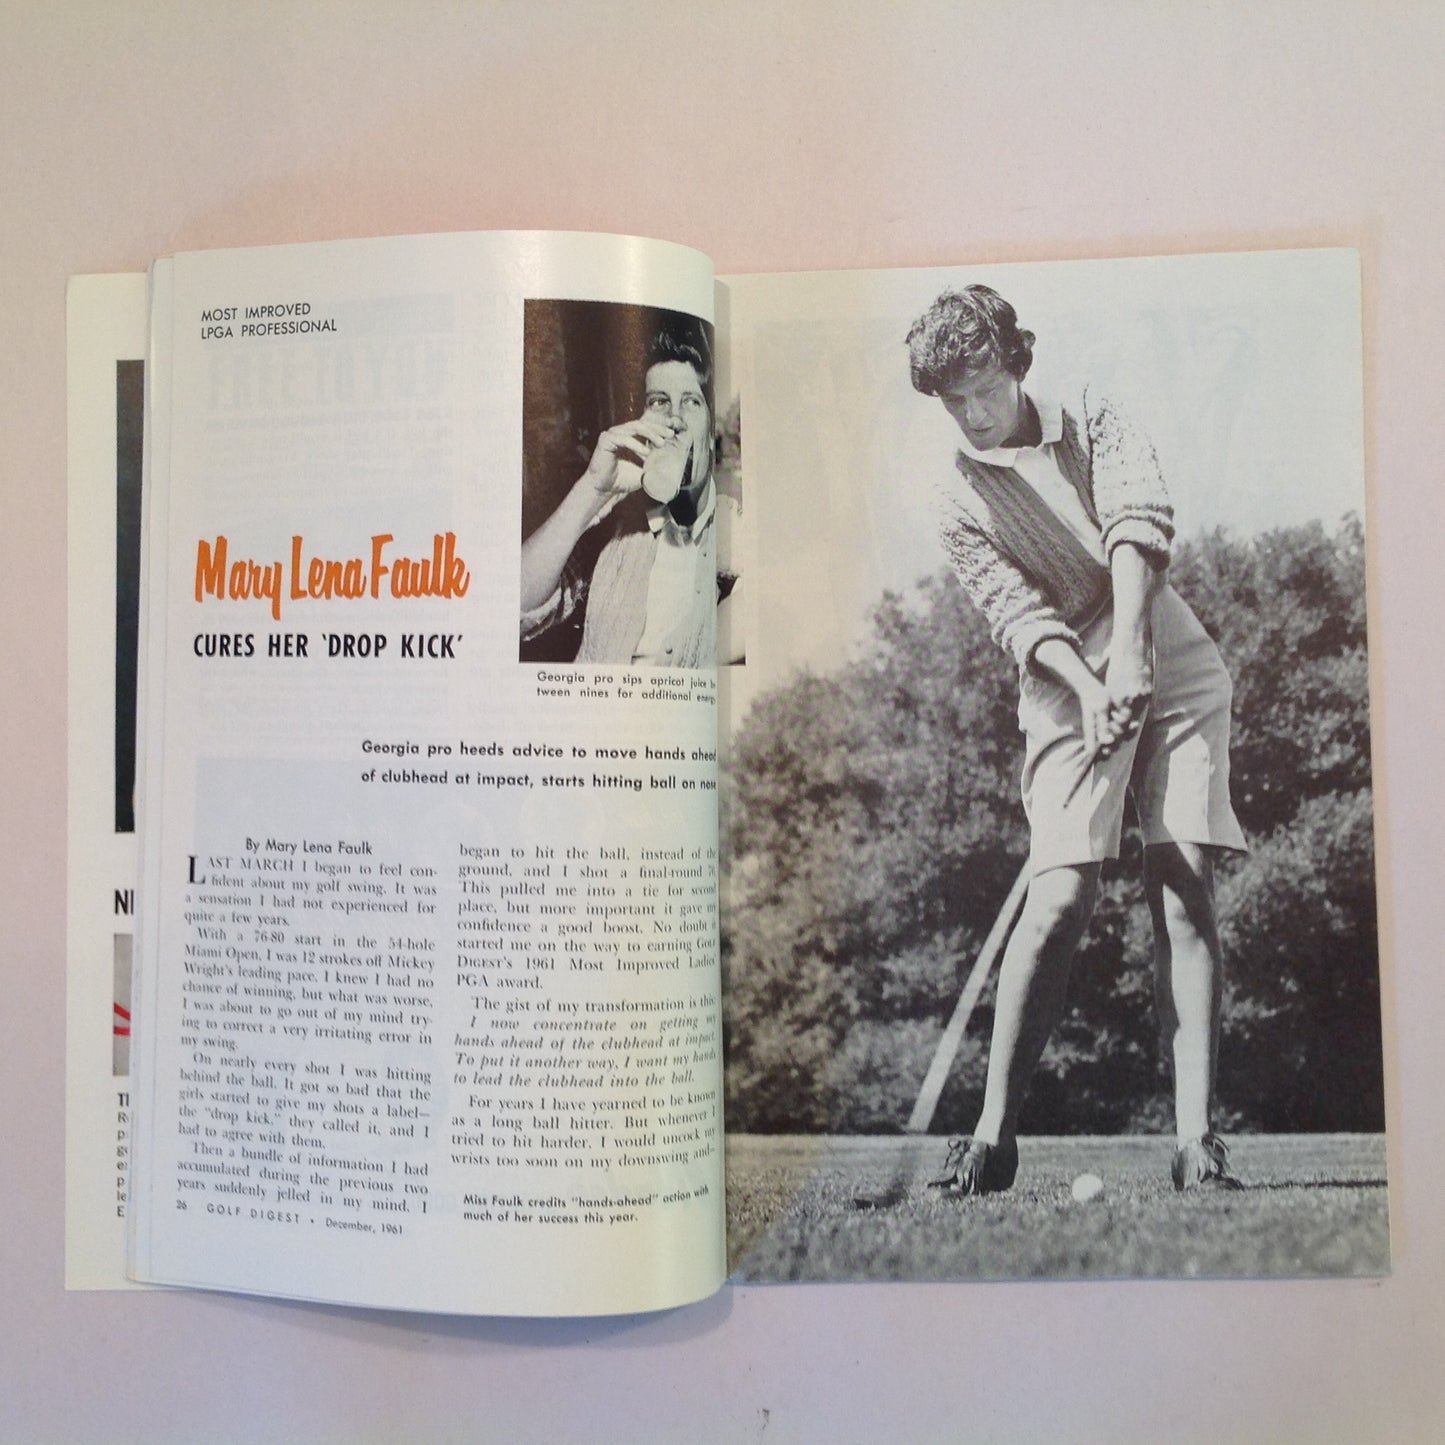 MOST IMPROVED
LPGA PROFESSIONAL
Mary Lena Faulk
CURES HER 'DROP KICK'
Georgia pro sips apricot juice
tween nines for additional
Georgia pro heeds advice to move hands ahead
of clubhead at impact, starts hitting ball on nose
By Mary Lena Faulk
LAST MARCH I began to feel con-
fident about my golf swing. It was
a sensation I had not experienced for
quite a few years.
With a 76-80 start in the 54-hole
Miami Open, I was 12 strokes off Mickey
Wright's leading pace. I knew I had no
chance of winning, but what was worse,
I was about to go out of my mind try-
ing to correct a very irritating error in
my swing.
On nearly every shot I was hitting
behind the ball. It got so bad that the
girls started to give my shots a label—
the "drop kick," they called it, and I
had to agree with them.
Then a bundle of information I had
accumulated during the previous two
years suddenly jelled in my mind. I
began to hit the ball, instead of the
ground, and I shot a final-round 70.
This pulled me into a tie for second
place, but more important it gave my
confidence a good boost. No doubt it
started me on the way to earning GOLF
DIGEST'S 1961 Most Improved Ladies'
PGA award.
The gist of my transformation is this:
I now concentrate on getting my
hands ahead of the clubhead at impact.
To put it another way, I want my hands
to lead the clubhead into the ball.
For years I have yearned to be known
as a long ball hitter. But whenever I
tried to hit harder, I would uncock my
wrists too soon on my downswing and—
Miss Faulk credits "hands-ahead" action with
much of her success this year.
26 GOLF DIGEST • December, 1961